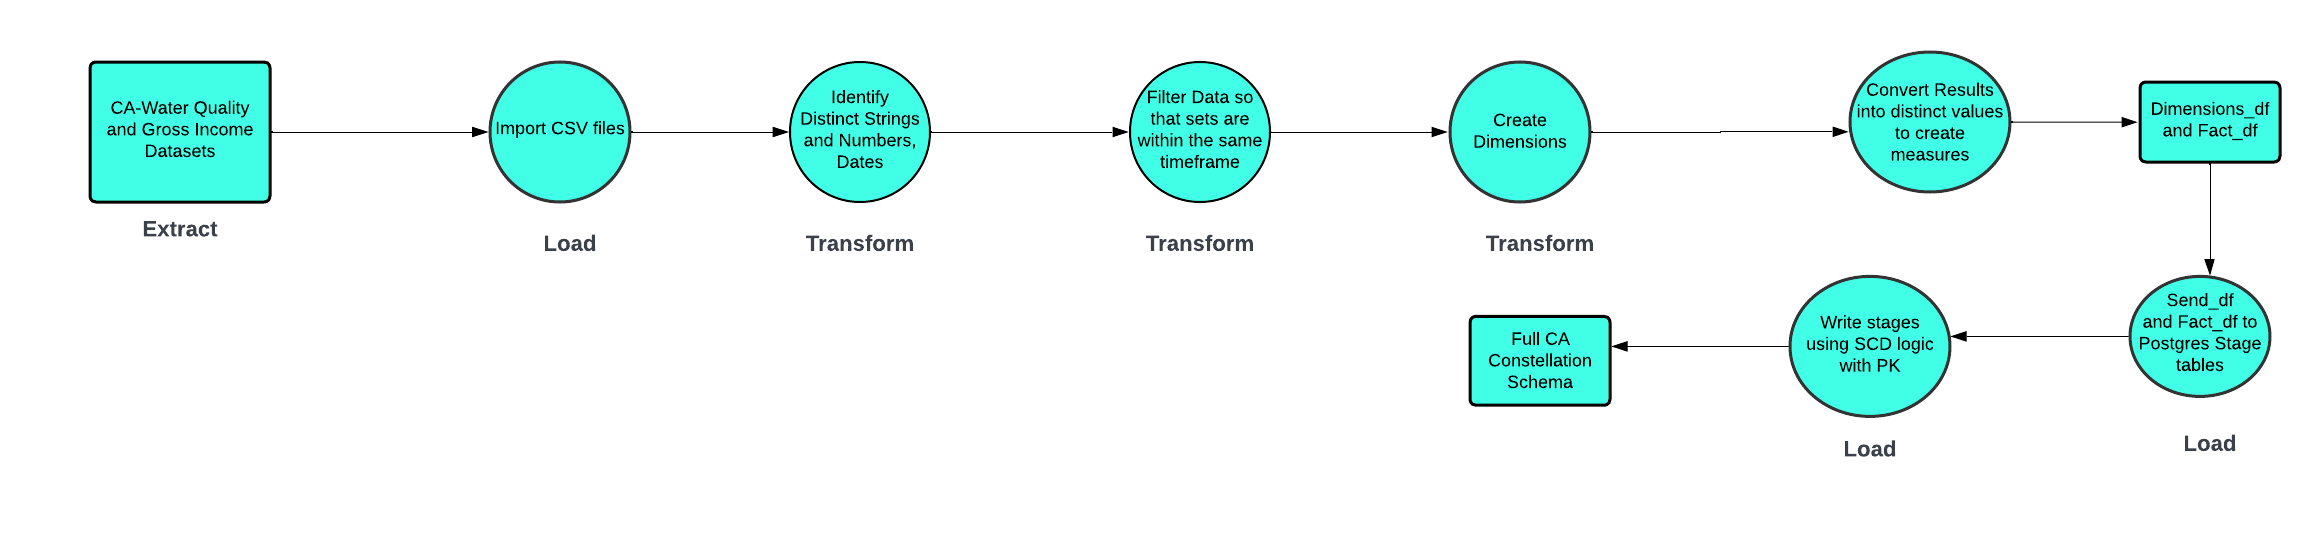 CA-Water Quality
and Gross Income
Datasets
Extract
Import CSV files
Load
Identify
Distinct Strings
and Numbers,
Dates
Transform
Filter Data so
that sets are
within the same
timeframe
Transform
Create
Dimensions
Transform
Convert Results
into distinct values
to create
measures
Dimensions_df
and Fact_df
Send_df
and Fact_df to
Postgres Stage
tables
Load
Write stages
using SCD logic
with PK
Load
Full CA
Constellation
Schema